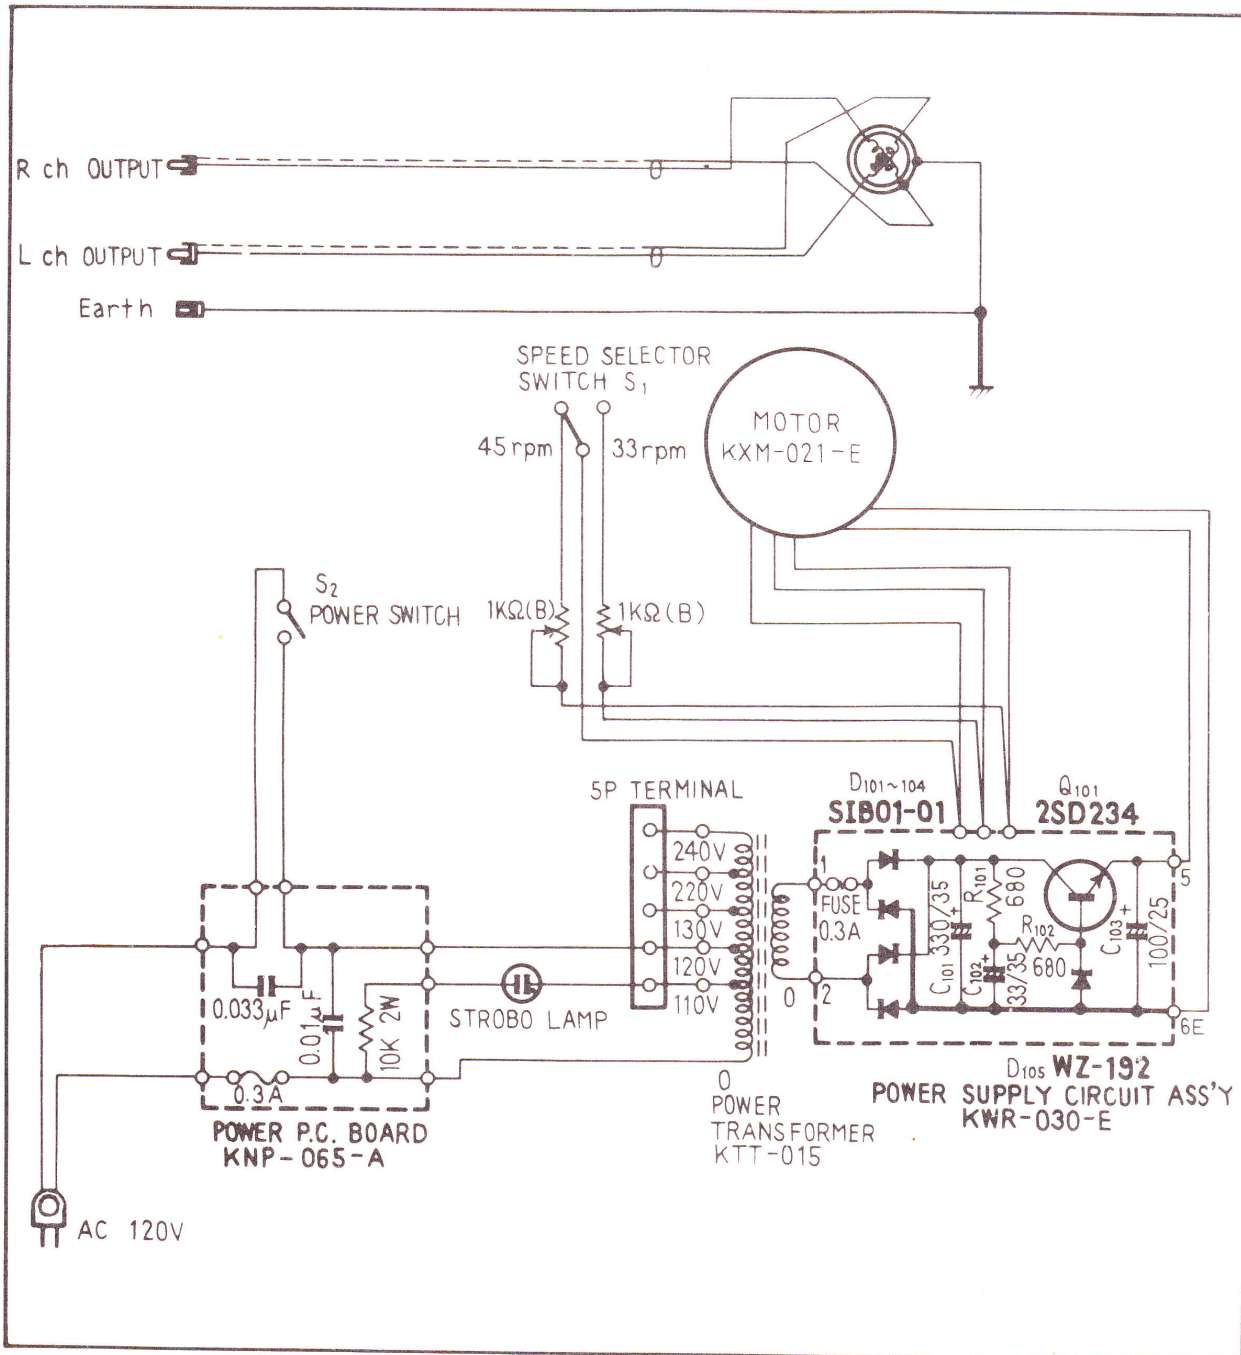 R ch OUTPUT
L ch OUTPUT
Earth
SPEED SELECTOR
SWITCH S1
45rpm
33rpm
MOTOR
KXM-021-E
S2
POWER SWITCH
1KΩ(B)
1KΩ(B)
5P TERMINAL
240V
220V
130V
120V
110V
0
0
D101~104
SIB01-01
Q101
2SD234
1
FUSE
0.3A
2
C101 330/35
+
R101
680
C102
+
33/35
R102
680
C103
+
100/25
5
6E
D105 WZ-192
POWER SUPPLY CIRCUIT ASS'Y
KWR-030-E
0.033μF
0.01μF
10K 2W
STROBO LAMP
0.3A
POWER P.C. BOARD
KNP-065-A
POWER
TRANSFORMER
KTT-015
AC 120V